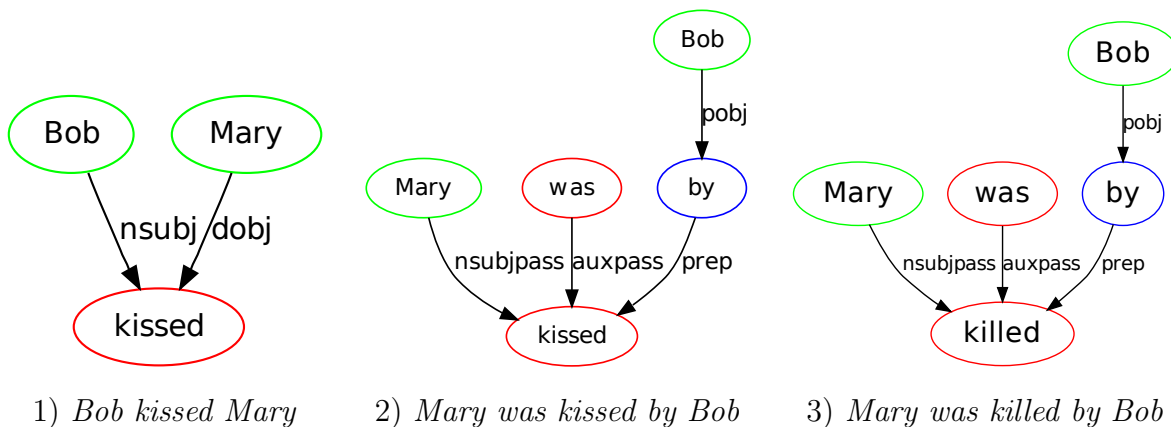 Bob
Bob
pobj
pobj
Bob Mary
Mary was by
Mary was by
nsubj dobj
nsubjpass auxpass prep
nsubjpass auxpass prep
kissed
kissed
killed
1) Bob kissed Mary
2) Mary was kissed by Bob
3) Mary was killed by Bob